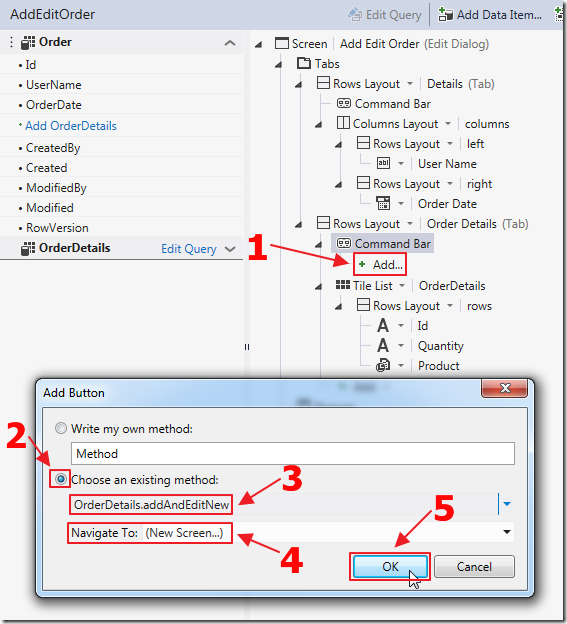 AddEditOrder
Edit Query
Add Data Item...
Order
Id
UserName
OrderDate
Add OrderDetails
CreatedBy
Created
ModifiedBy
Modified
RowVersion
OrderDetails Edit Query
Screen Add Edit Order (Edit Dialog)
Tabs
Rows Layout Details (Tab)
Command Bar
Columns Layout columns
Rows Layout left
abl User Name
Rows Layout right
Order Date
Rows Layout Order Details (Tab)
1 Command Bar
+ Add...
Tile List OrderDetails
Rows Layout rows
A Id
A Quantity
Product
Add Button
2 Write my own method:
Method
Choose an existing method:
OrderDetails.addAndEditNew 3
Navigate To: (New Screen...) 4
5
OK Cancel